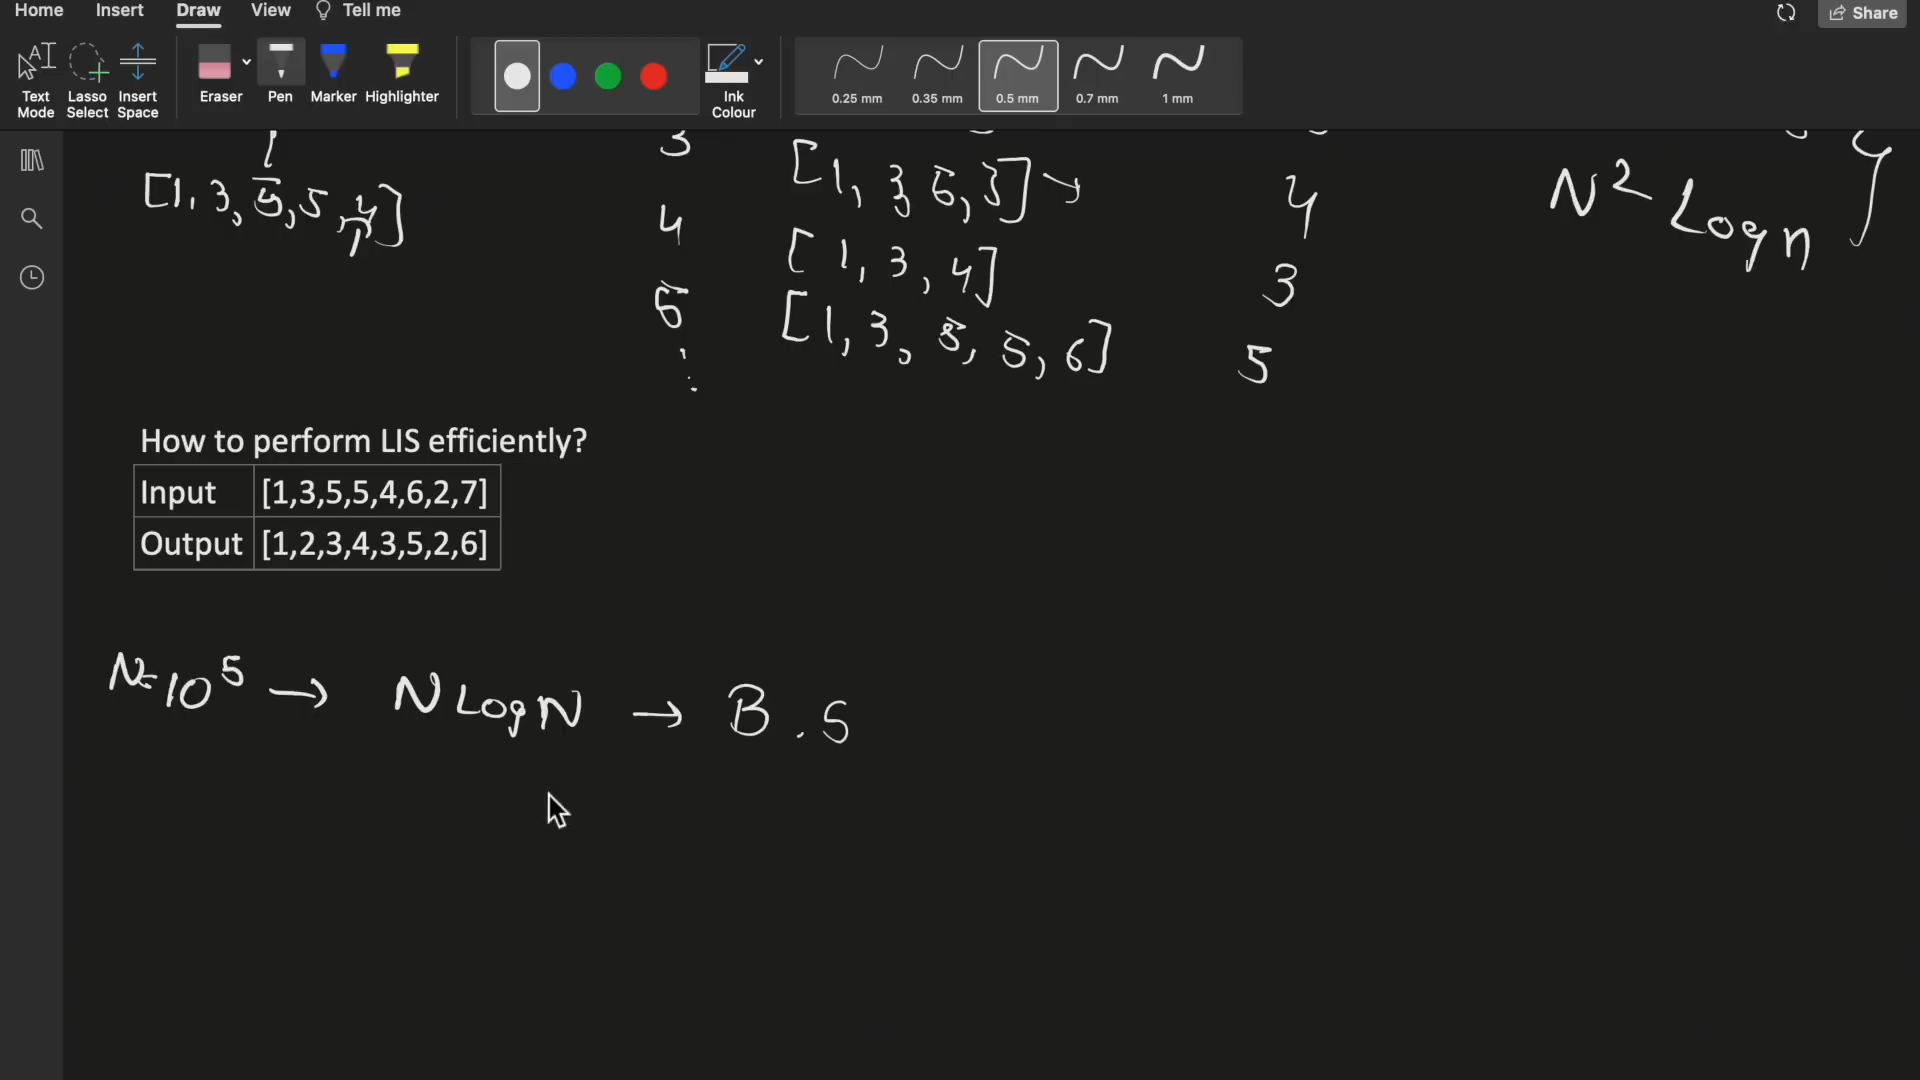 Home Insert Draw View Tell me Share
Text Mode Lasso Select Insert Space Eraser Pen Marker Highlighter Ink Colour 0.25 mm 0.35 mm 0.5 mm 0.7 mm 1 mm
3
[1, 3, 5, 5, 4]
[1, 3 5, 5] → 4
N² Log n
4 [1, 3, 4] 3
5 [1, 3, 5, 5, 6] 5
How to perform LIS efficiently?
Input [1,3,5,5,4,6,2,7]
Output [1,2,3,4,3,5,2,6]
N=10⁵ → N Log N → B.S